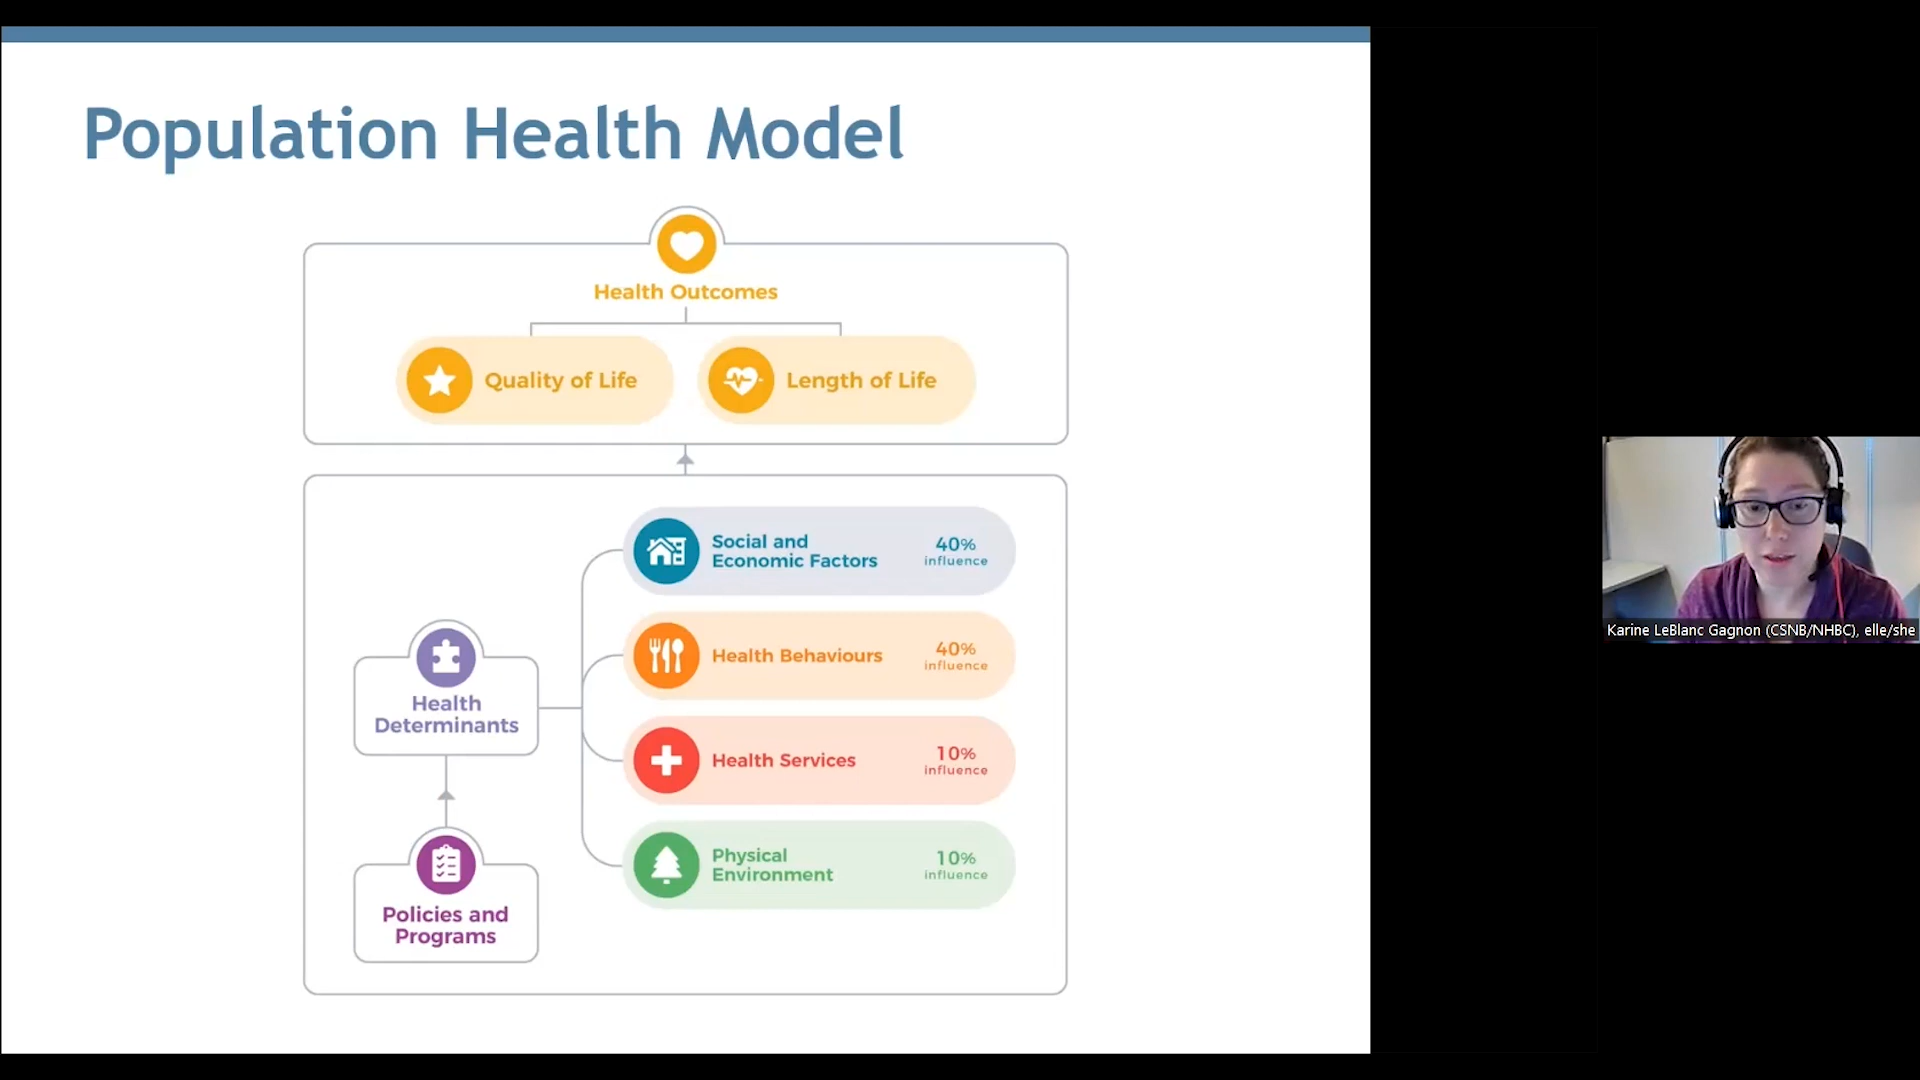 Population Health Model
Health Outcomes
Quality of Life
Length of Life
Social and
Economic Factors
40%
influence
Health Behaviours
40%
influence
Health Services
10%
influence
Physical
Environment
10%
influence
Health
Determinants
Policies and
Programs
Karine LeBlanc Gagnon (CSNB/NHBC), elle/she